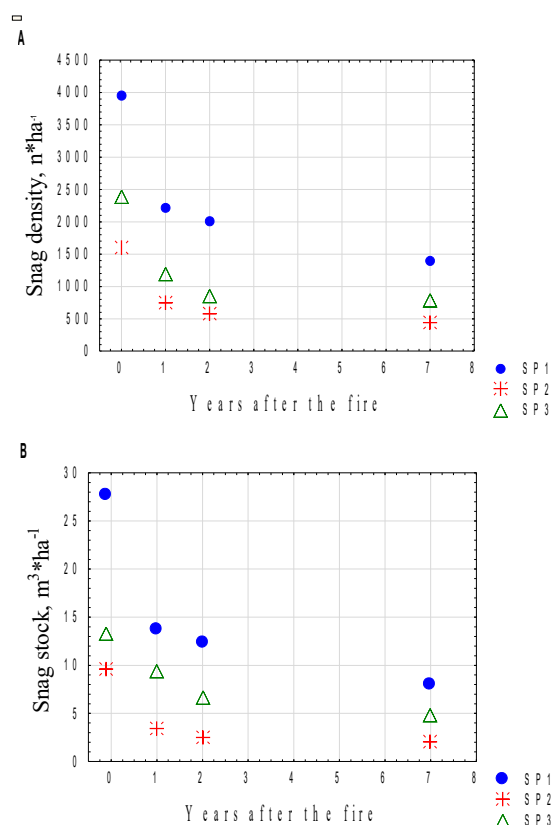 A
4500
4000
3500
3000
2500
2000
1500
1000
500
0
Snag density, n*ha⁻¹
0 1 2 3 4 5 6 7 8
Years after the fire
SP1
SP2
SP3
B
30
25
20
15
10
5
0
Snag stock, m³*ha⁻¹
0 1 2 3 4 5 6 7 8
Years after the fire
SP1
SP2
SP3